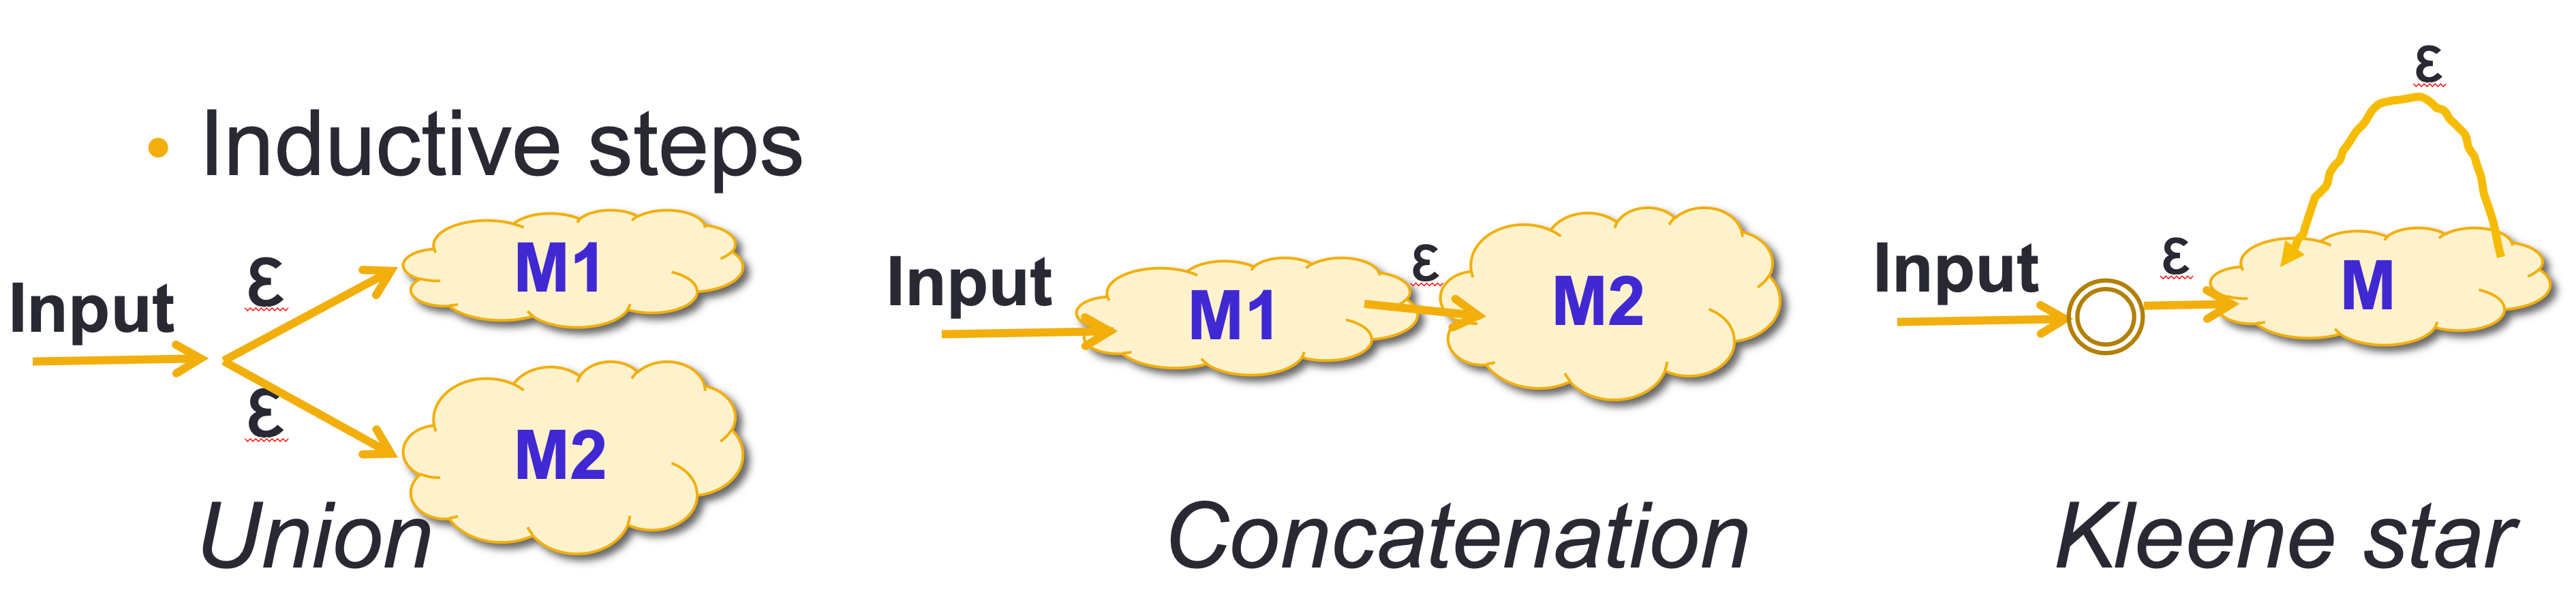 • Inductive steps
Input
ε
ε
M1
M2
Union
Input
M1
ε
M2
Concatenation
Input
ε
ε
M
Kleene star